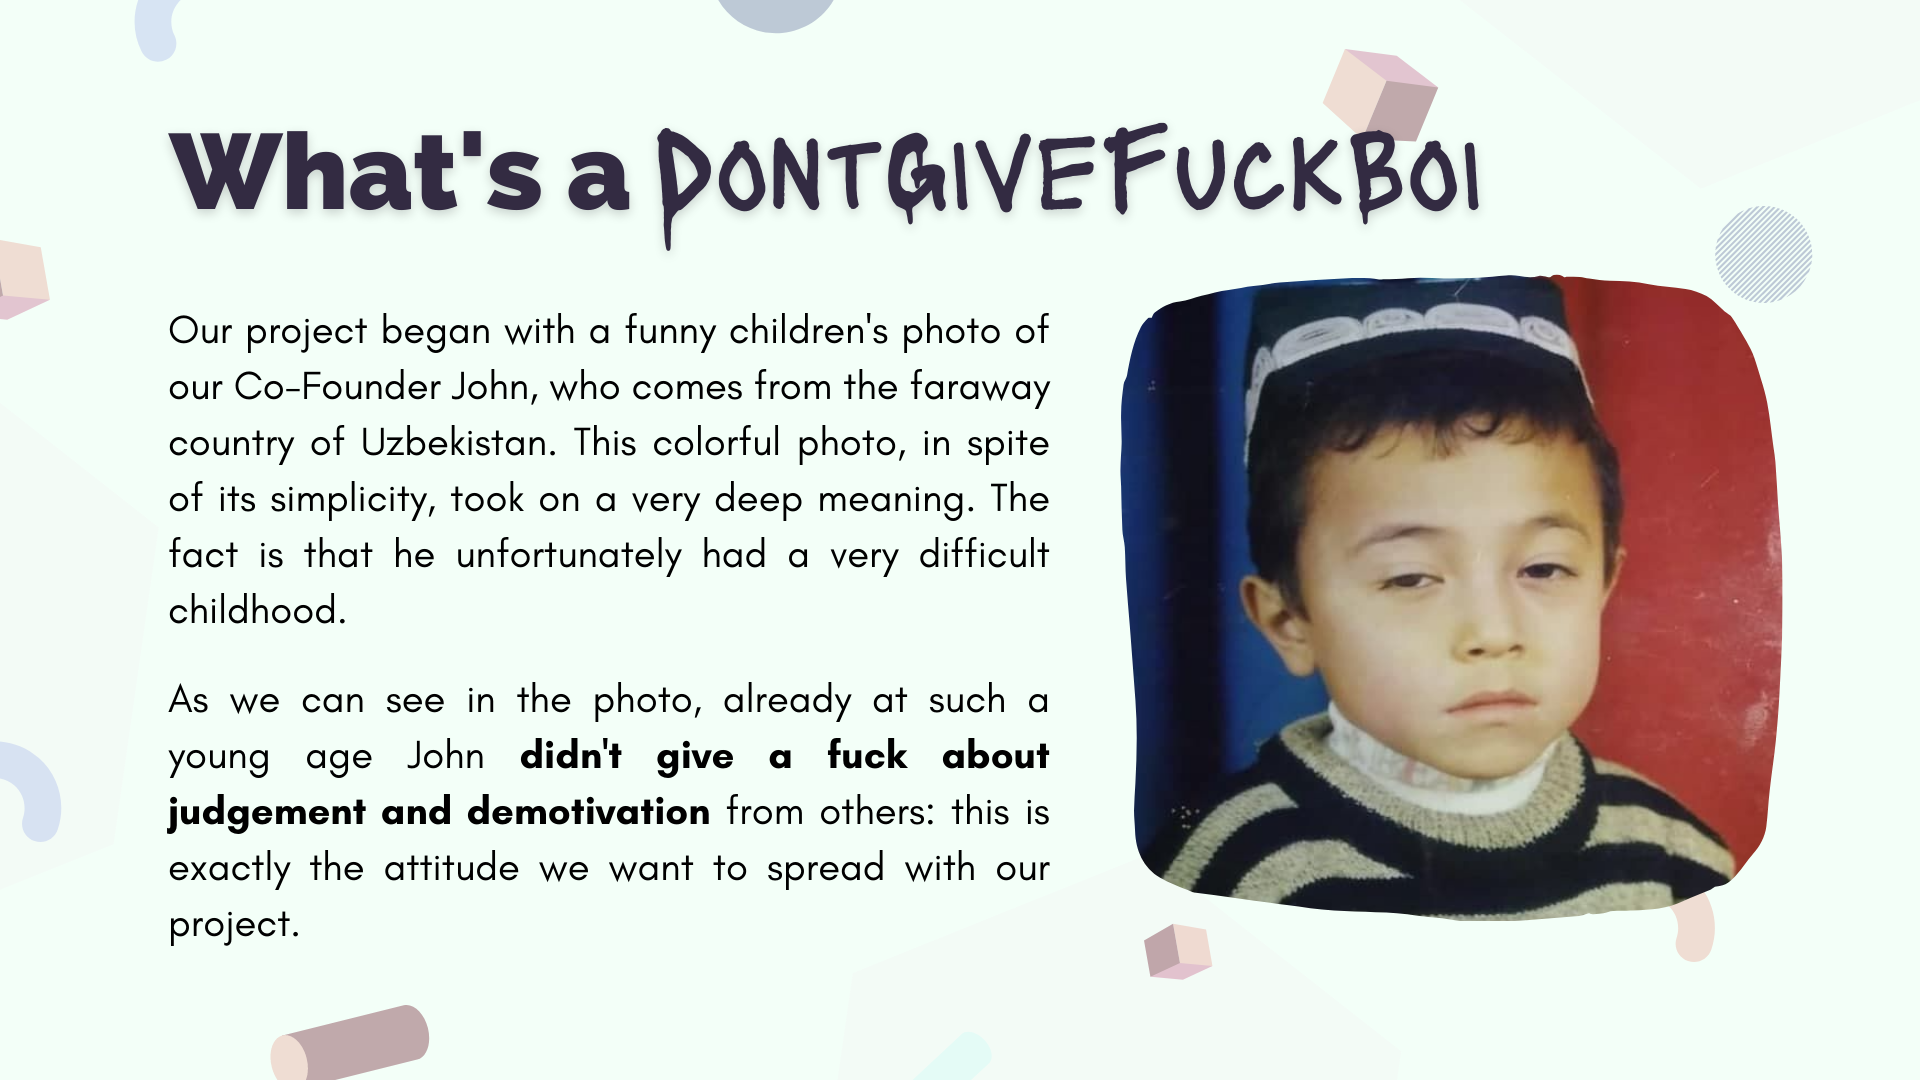 What's a DONTGIVEFUCKBOI
Our project began with a funny children's photo of
our Co-Founder John, who comes from the faraway
country of Uzbekistan. This colorful photo, in spite
of its simplicity, took on a very deep meaning. The
fact is that he unfortunately had a very difficult
childhood.
As we can see in the photo, already at such a
young age John didn't give a fuck about
judgement and demotivation from others: this is
exactly the attitude we want to spread with our
project.